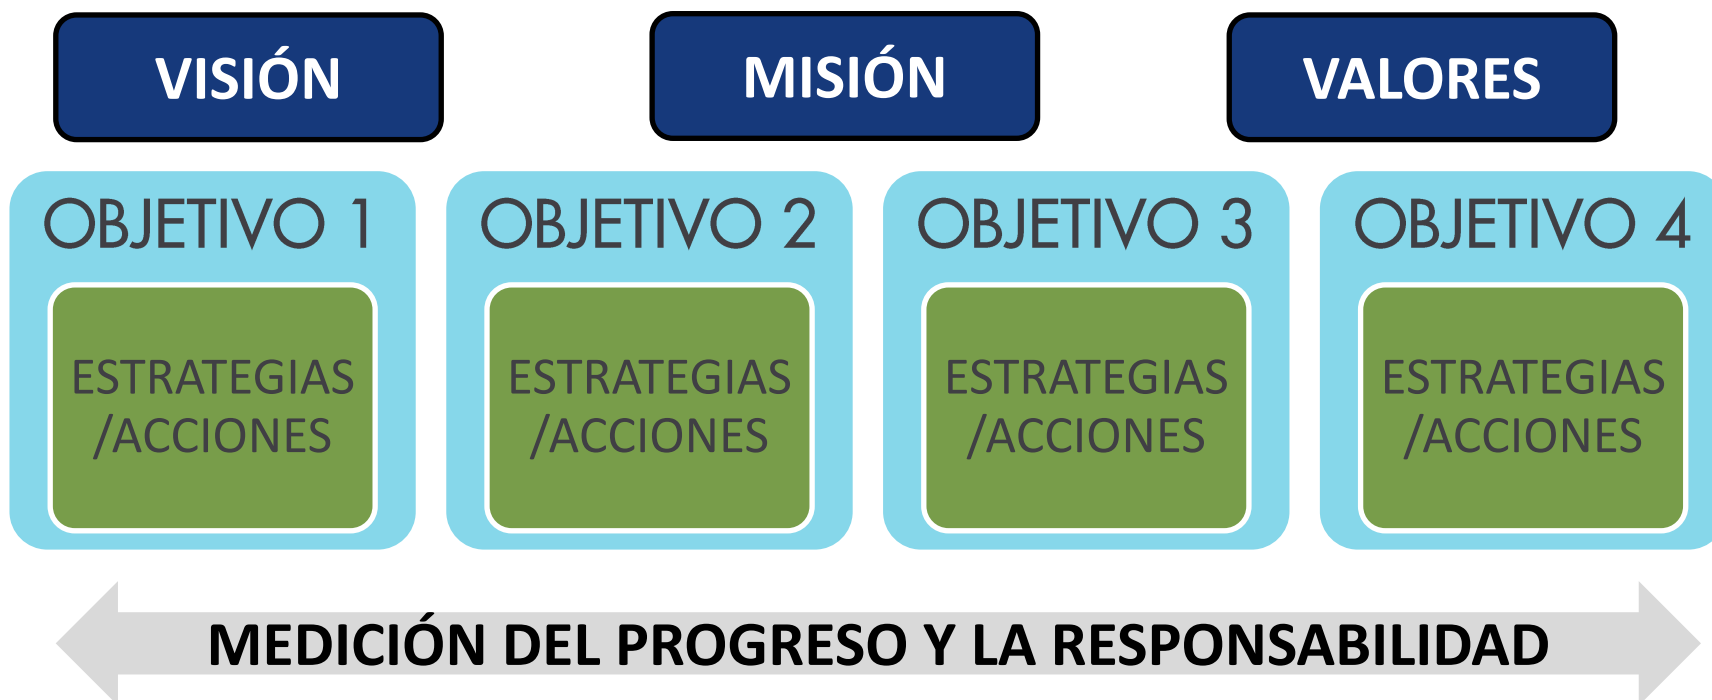 VISIÓN
MISIÓN
VALORES
OBJETIVO 1
ESTRATEGIAS
/ACCIONES
OBJETIVO 2
ESTRATEGIAS
/ACCIONES
OBJETIVO 3
ESTRATEGIAS
/ACCIONES
OBJETIVO 4
ESTRATEGIAS
/ACCIONES
MEDICIÓN DEL PROGRESO Y LA RESPONSABILIDAD